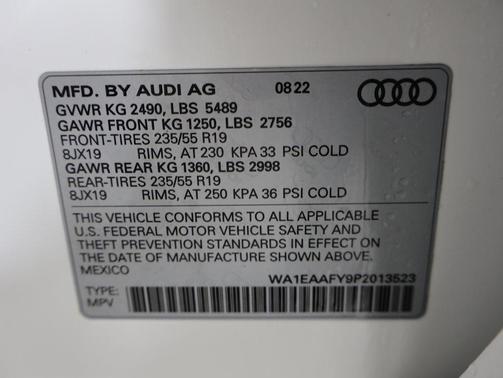 MFD. BY AUDI AG 08 22
GVWR KG 2490, LBS 5489
GAWR FRONT KG 1250, LBS 2756
FRONT-TIRES 235/55 R19
8JX19 RIMS, AT 230 KPA 33 PSI COLD
GAWR REAR KG 1360, LBS 2998
REAR-TIRES 235/55 R19
8JX19 RIMS, AT 250 KPA 36 PSI COLD
THIS VEHICLE CONFORMS TO ALL APPLICABLE
U.S. FEDERAL MOTOR VEHICLE SAFETY AND
THEFT PREVENTION STANDARDS IN EFFECT ON
THE DATE OF MANUFACTURE SHOWN ABOVE.
MEXICO
WA1EAAFY9P2013523
TYPE:
MPV